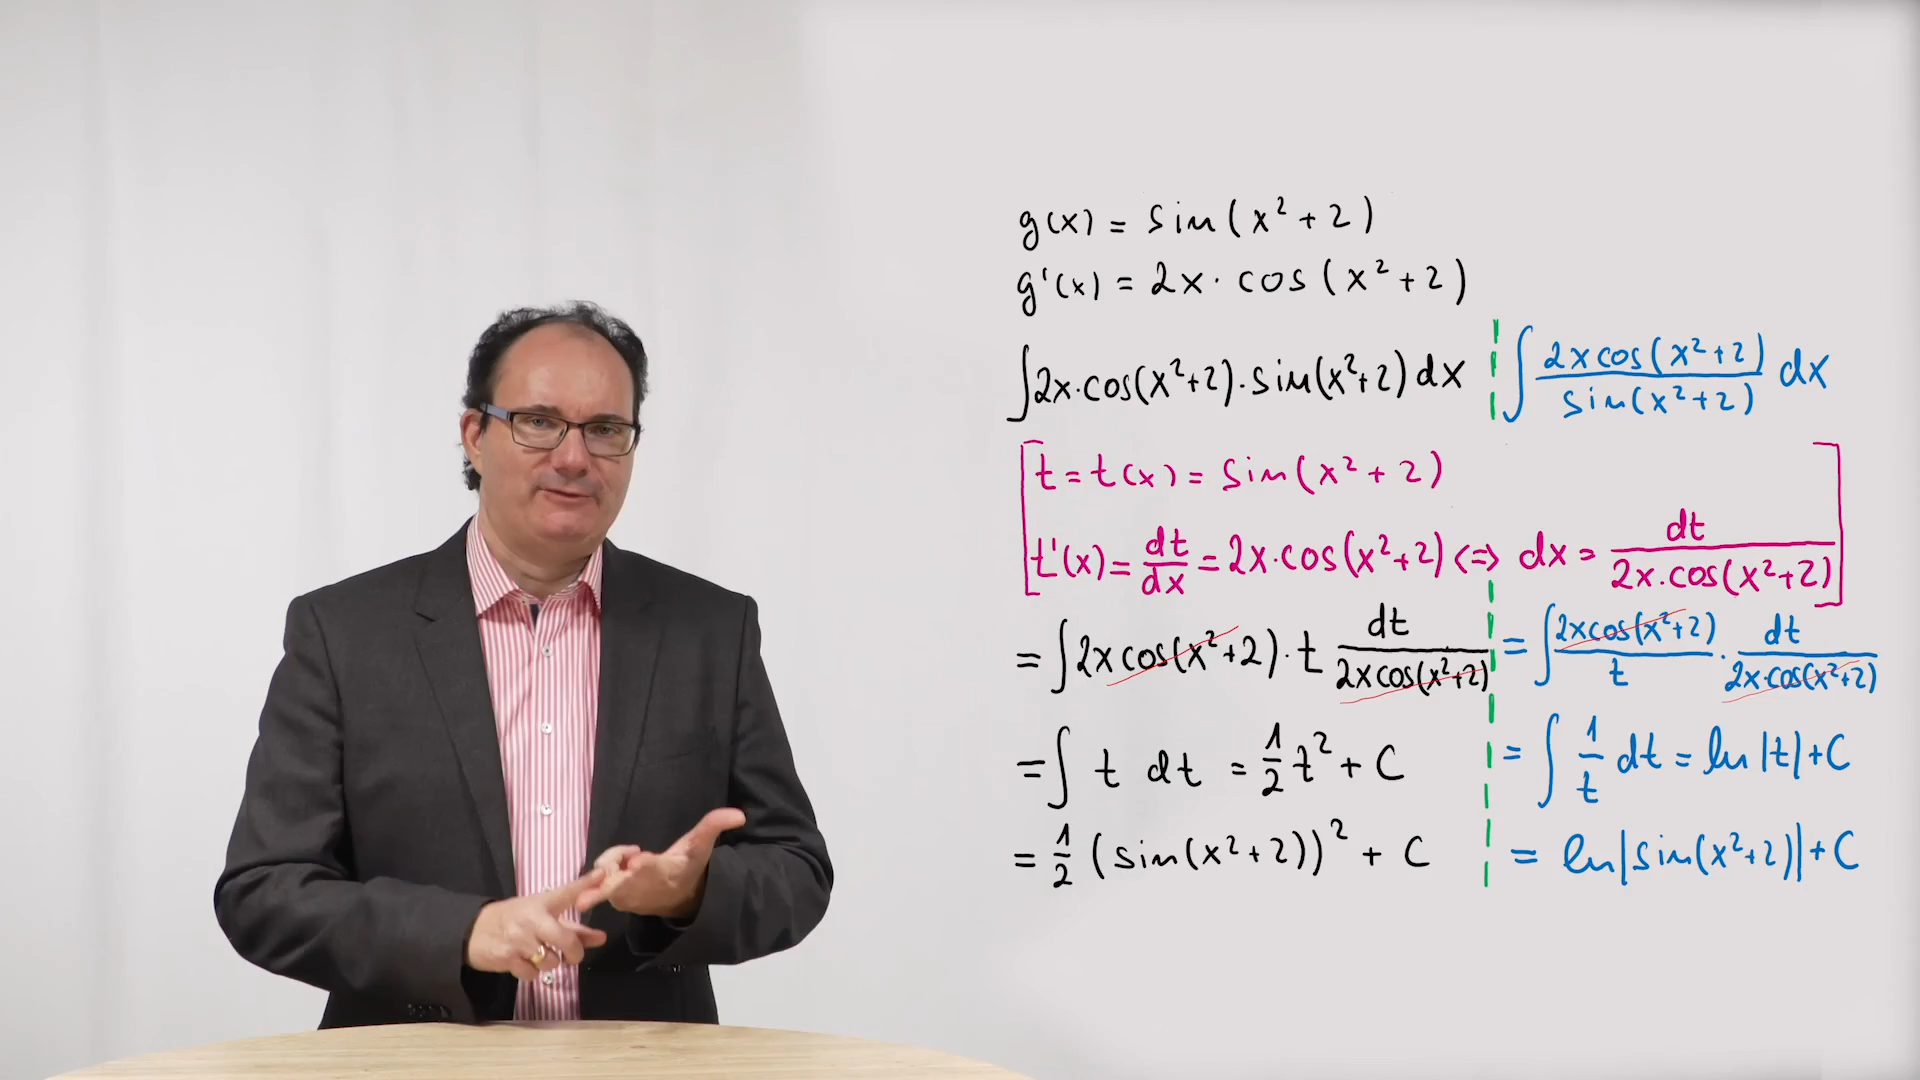 g(x) = sin(x² + 2)
g'(x) = 2x · cos(x² + 2)
∫2x·cos(x²+2)·sin(x²+2) dx
∫ 2x cos(x²+2) / sin(x²+2) dx
[t = t(x) = sin(x² + 2)
t'(x) = dt/dx = 2x·cos(x²+2) <=> dx = dt / 2x·cos(x²+2)]
= ∫2x cos(x²+2) · t dt / 2x cos(x²+2)
= ∫ t dt = 1/2 t² + C
= 1/2 (sin(x²+2))² + C
= ∫ 2x cos(x²+2) / t · dt / 2x·cos(x²+2)
= ∫ 1/t dt = ln|t| + C
= ln|sin(x²+2)| + C